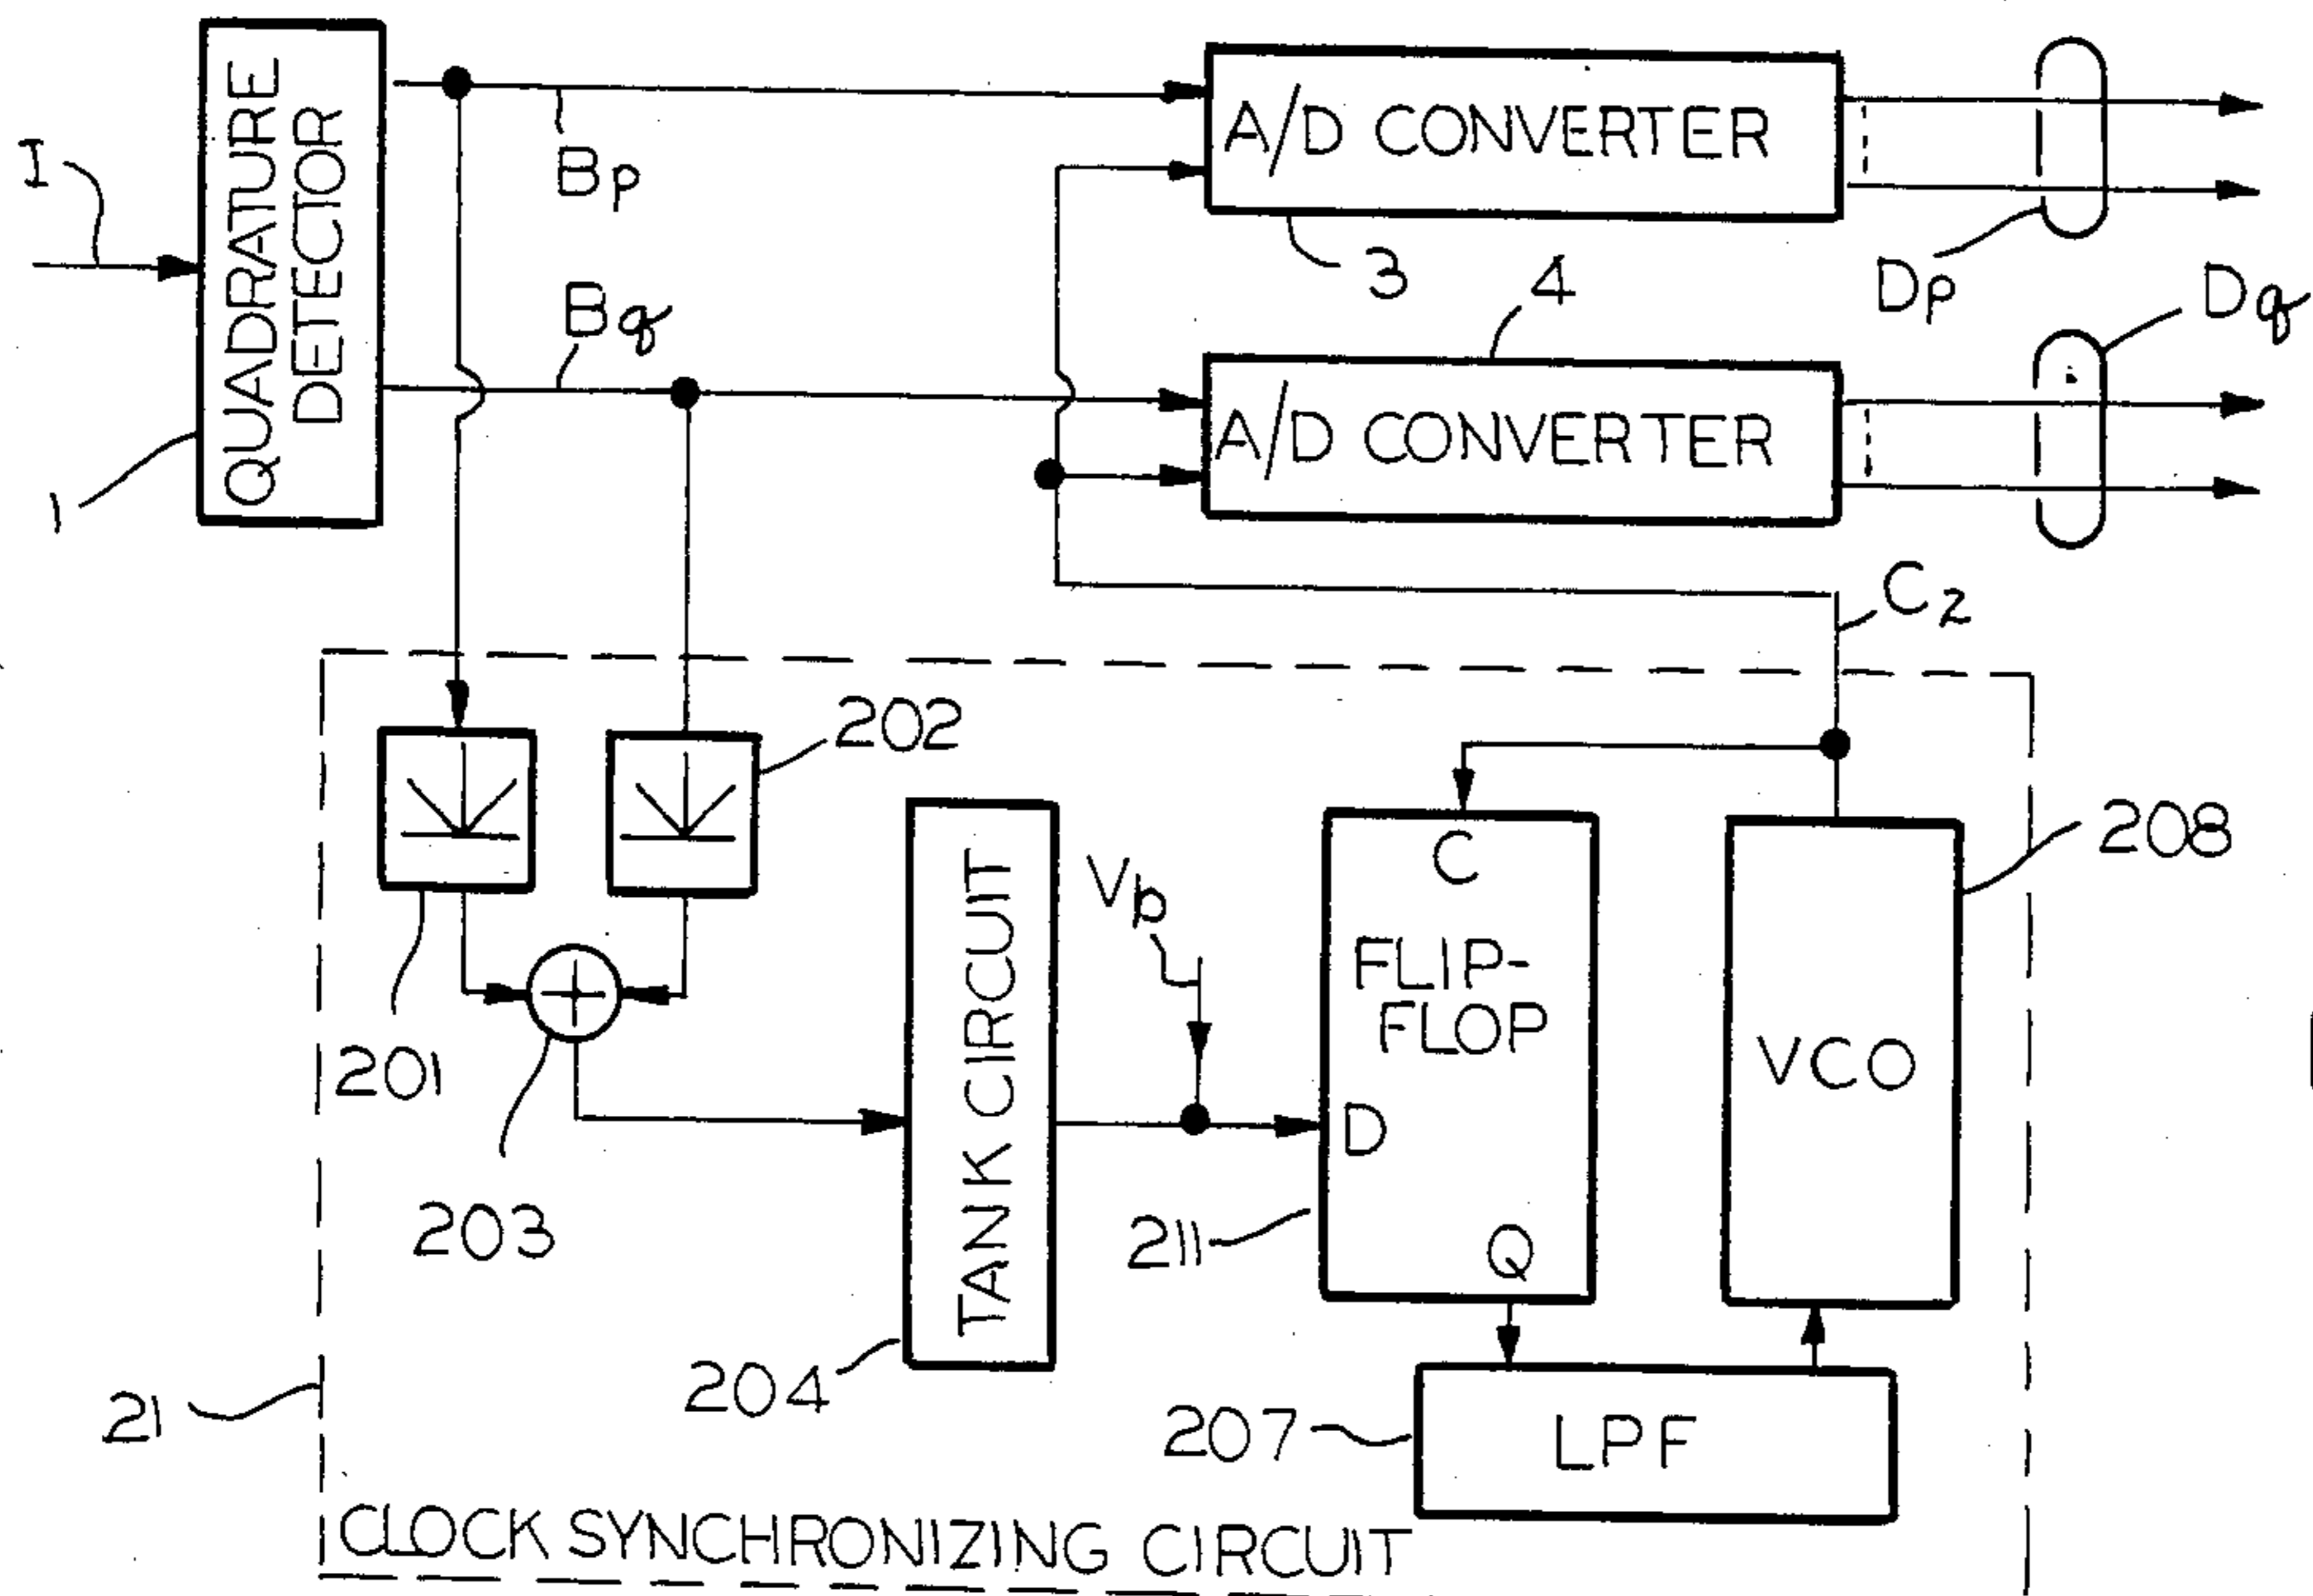 I
QUADRATURE
DETECTOR
1
Bp
Bq
A/D CONVERTER
3
4
Dp
Dq
A/D CONVERTER
C2
202
201
203
TANK CIRCUIT
204
Vb
C
FLIP-
FLOP
D
Q
211
208
VCO
207
LPF
21
CLOCK SYNCHRONIZING CIRCUIT